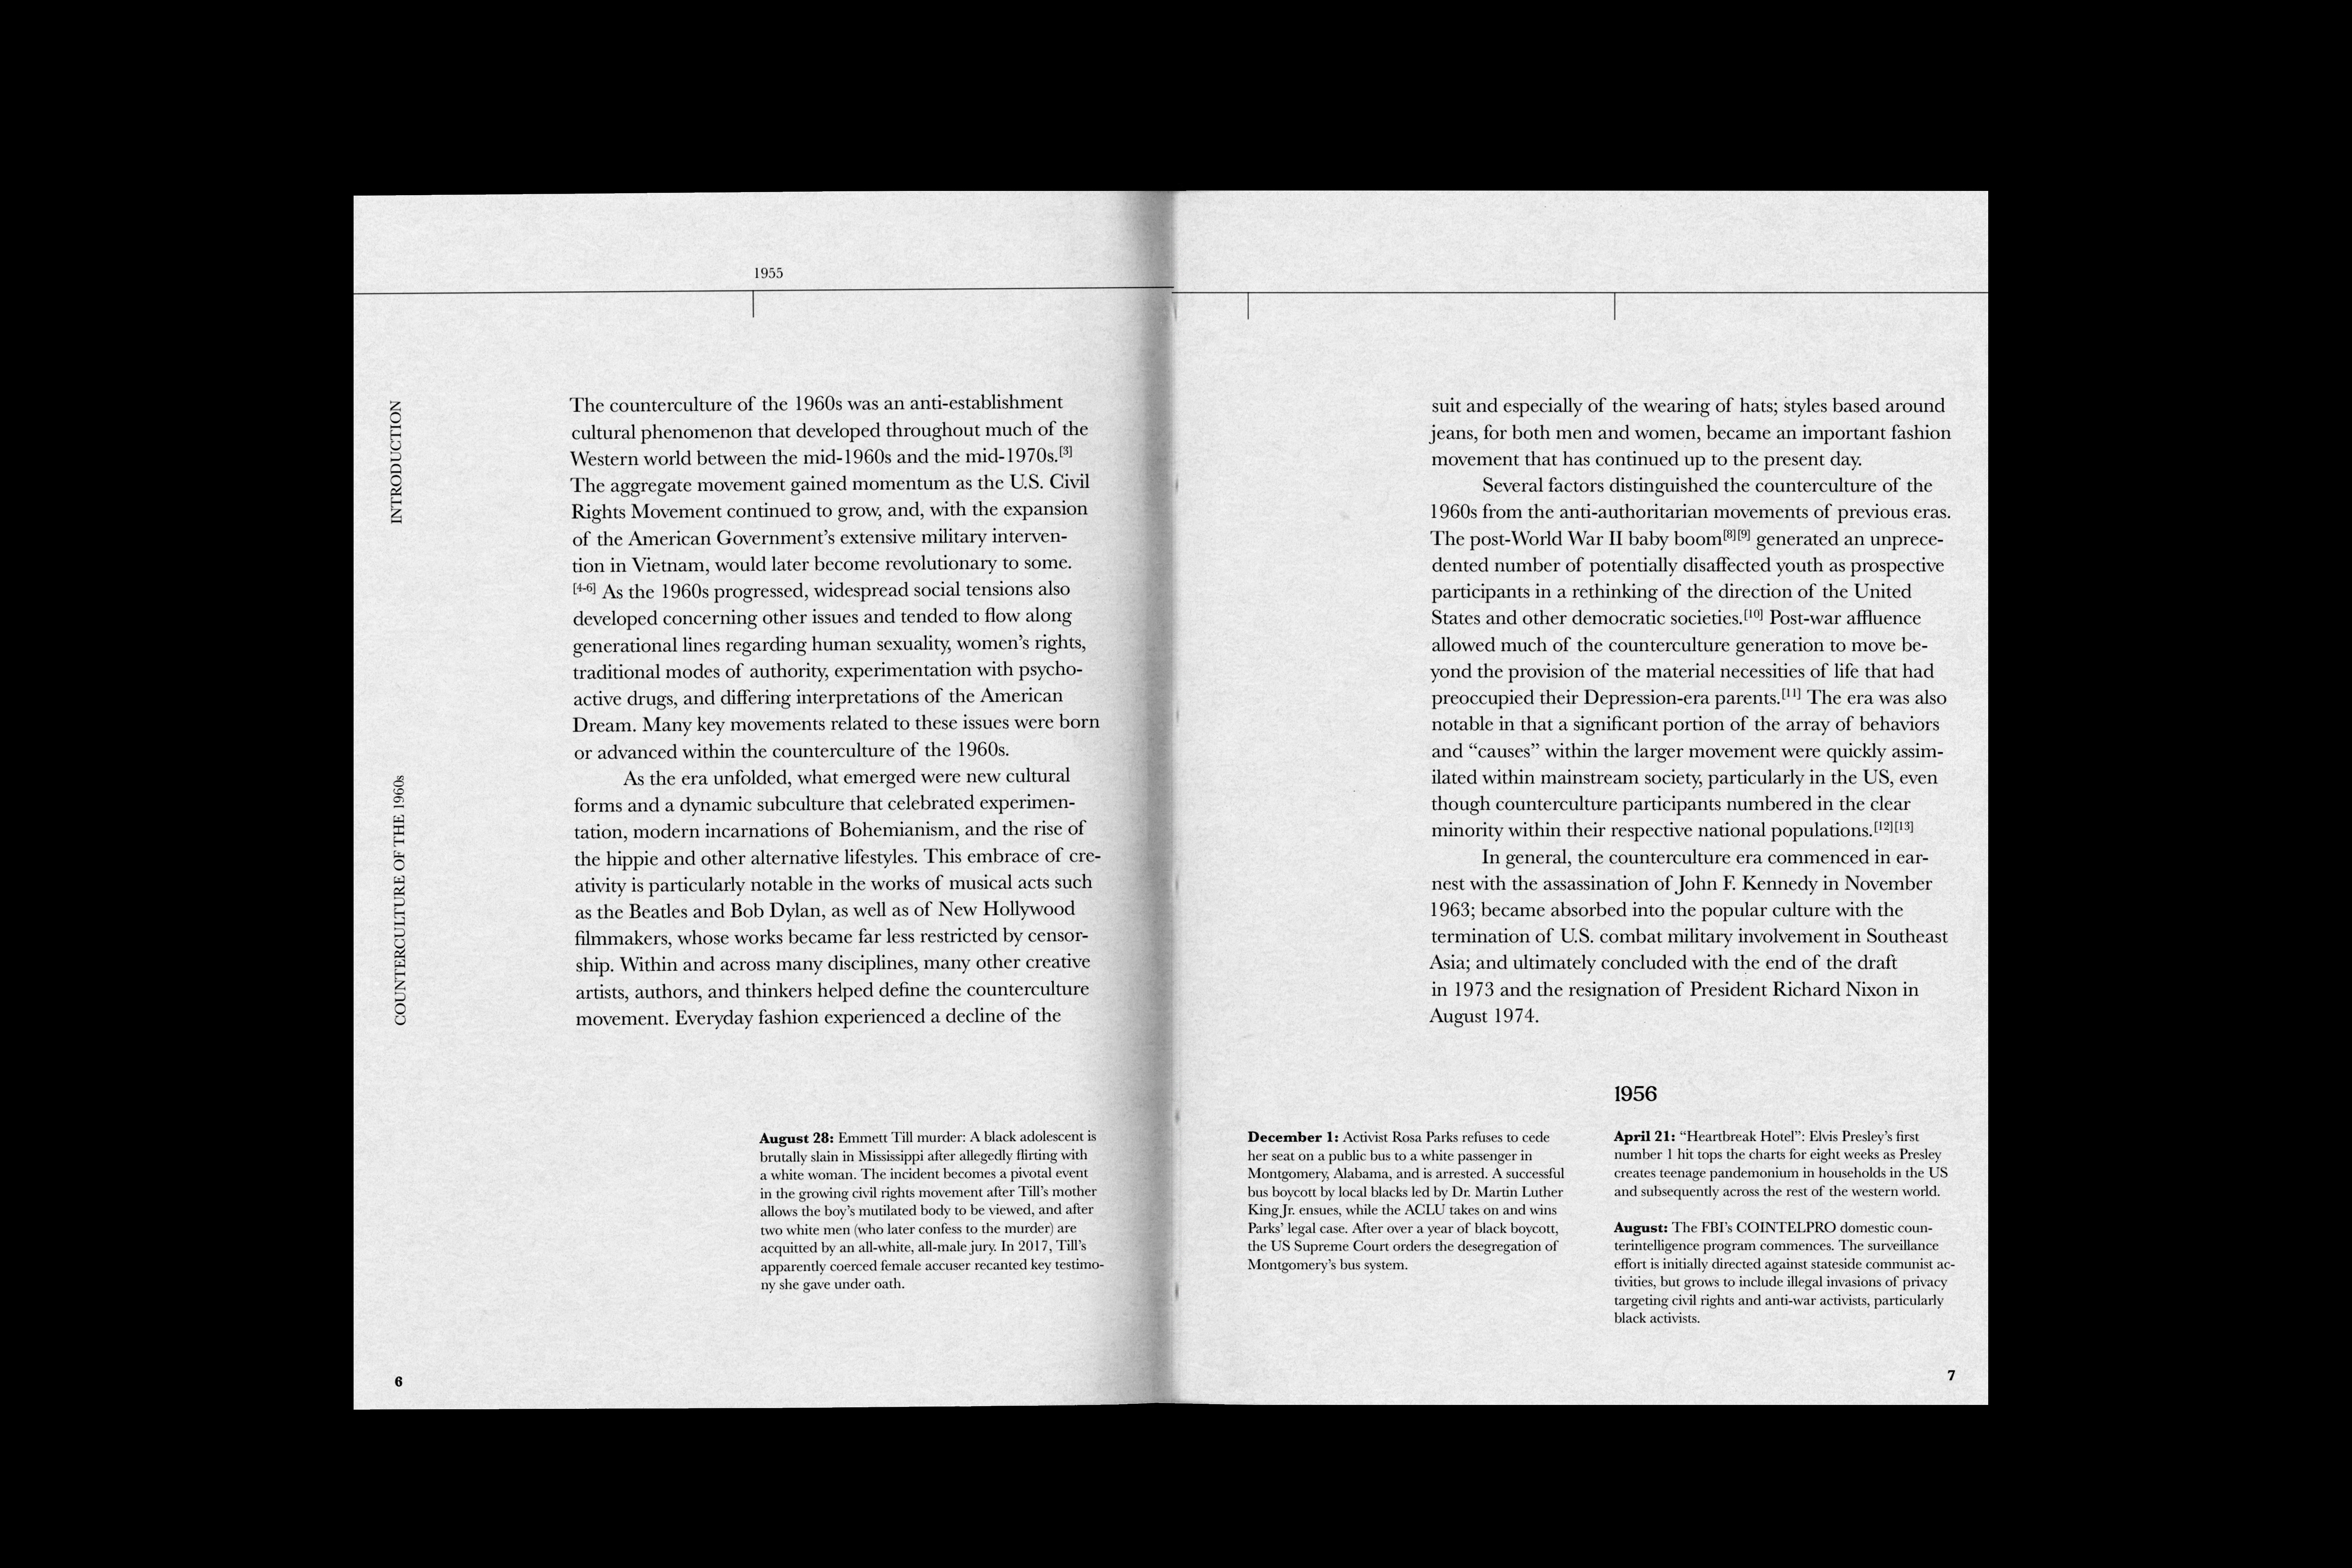 1955
INTRODUCTION
COUNTERCULTURE OF THE 1960s
The counterculture of the 1960s was an anti-establishment
cultural phenomenon that developed throughout much of the
Western world between the mid-1960s and the mid-1970s.[3]
The aggregate movement gained momentum as the U.S. Civil
Rights Movement continued to grow, and, with the expansion
of the American Government’s extensive military interven-
tion in Vietnam, would later become revolutionary to some.
[4-6] As the 1960s progressed, widespread social tensions also
developed concerning other issues and tended to flow along
generational lines regarding human sexuality, women’s rights,
traditional modes of authority, experimentation with psycho-
active drugs, and differing interpretations of the American
Dream. Many key movements related to these issues were born
or advanced within the counterculture of the 1960s.
As the era unfolded, what emerged were new cultural
forms and a dynamic subculture that celebrated experimen-
tation, modern incarnations of Bohemianism, and the rise of
the hippie and other alternative lifestyles. This embrace of cre-
ativity is particularly notable in the works of musical acts such
as the Beatles and Bob Dylan, as well as of New Hollywood
filmmakers, whose works became far less restricted by censor-
ship. Within and across many disciplines, many other creative
artists, authors, and thinkers helped define the counterculture
movement. Everyday fashion experienced a decline of the
August 28: Emmett Till murder: A black adolescent is
brutally slain in Mississippi after allegedly flirting with
a white woman. The incident becomes a pivotal event
in the growing civil rights movement after Till’s mother
allows the boy’s mutilated body to be viewed, and after
two white men (who later confess to the murder) are
acquitted by an all-white, all-male jury. In 2017, Till’s
apparently coerced female accuser recanted key testimo-
ny she gave under oath.
6
suit and especially of the wearing of hats; styles based around
jeans, for both men and women, became an important fashion
movement that has continued up to the present day.
Several factors distinguished the counterculture of the
1960s from the anti-authoritarian movements of previous eras.
The post-World War II baby boom[8][9] generated an unprece-
dented number of potentially disaffected youth as prospective
participants in a rethinking of the direction of the United
States and other democratic societies.[10] Post-war affluence
allowed much of the counterculture generation to move be-
yond the provision of the material necessities of life that had
preoccupied their Depression-era parents.[11] The era was also
notable in that a significant portion of the array of behaviors
and “causes” within the larger movement were quickly assim-
ilated within mainstream society, particularly in the US, even
though counterculture participants numbered in the clear
minority within their respective national populations.[12][13]
In general, the counterculture era commenced in ear-
nest with the assassination of John F. Kennedy in November
1963; became absorbed into the popular culture with the
termination of U.S. combat military involvement in Southeast
Asia; and ultimately concluded with the end of the draft
in 1973 and the resignation of President Richard Nixon in
August 1974.
December 1: Activist Rosa Parks refuses to cede
her seat on a public bus to a white passenger in
Montgomery, Alabama, and is arrested. A successful
bus boycott by local blacks led by Dr. Martin Luther
King Jr. ensues, while the ACLU takes on and wins
Parks’ legal case. After over a year of black boycott,
the US Supreme Court orders the desegregation of
Montgomery’s bus system.
1956
April 21: “Heartbreak Hotel”: Elvis Presley’s first
number 1 hit tops the charts for eight weeks as Presley
creates teenage pandemonium in households in the US
and subsequently across the rest of the western world.
August: The FBI’s COINTELPRO domestic coun-
terintelligence program commences. The surveillance
effort is initially directed against stateside communist ac-
tivities, but grows to include illegal invasions of privacy
targeting civil rights and anti-war activists, particularly
black activists.
7